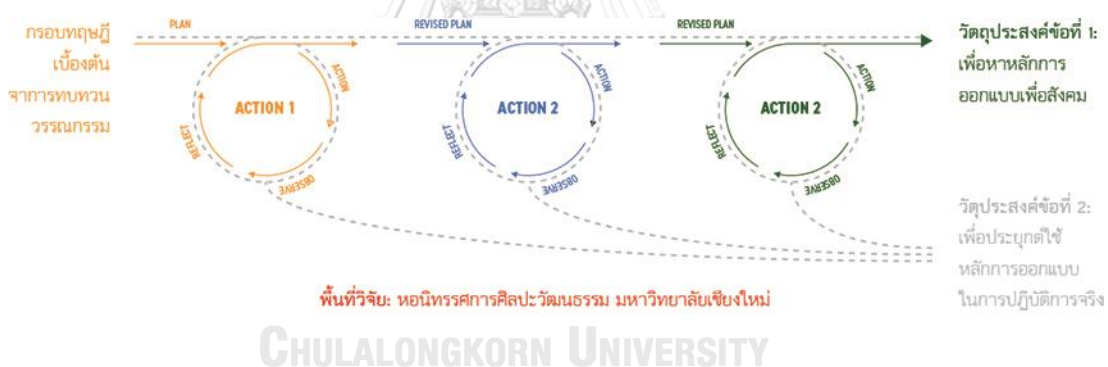 กรอบทฤษฎี
เบื้องต้น
จาการทบทวน
วรรณกรรม
PLAN
ACTION
ACTION 1
REFLECT
OBSERVE
REVISED PLAN
ACTION
ACTION 2
REFLECT
OBSERVE
REVISED PLAN
ACTION
ACTION 2
REFLECT
OBSERVE
วัตถุประสงค์ข้อที่ 1:
เพื่อหาหลักการ
ออกแบบเพื่อสังคม
วัตุประสงค์ข้อที่ 2:
เพื่อประยุกต์ใช้
หลักการออกแบบ
ในการปฏิบัติการจริง
พื้นที่วิจัย: หอนิทรรศการศิลปะวัฒนธรรม มหาวิทยาลัยเชียงใหม่
CHULALONGKORN UNIVERSITY